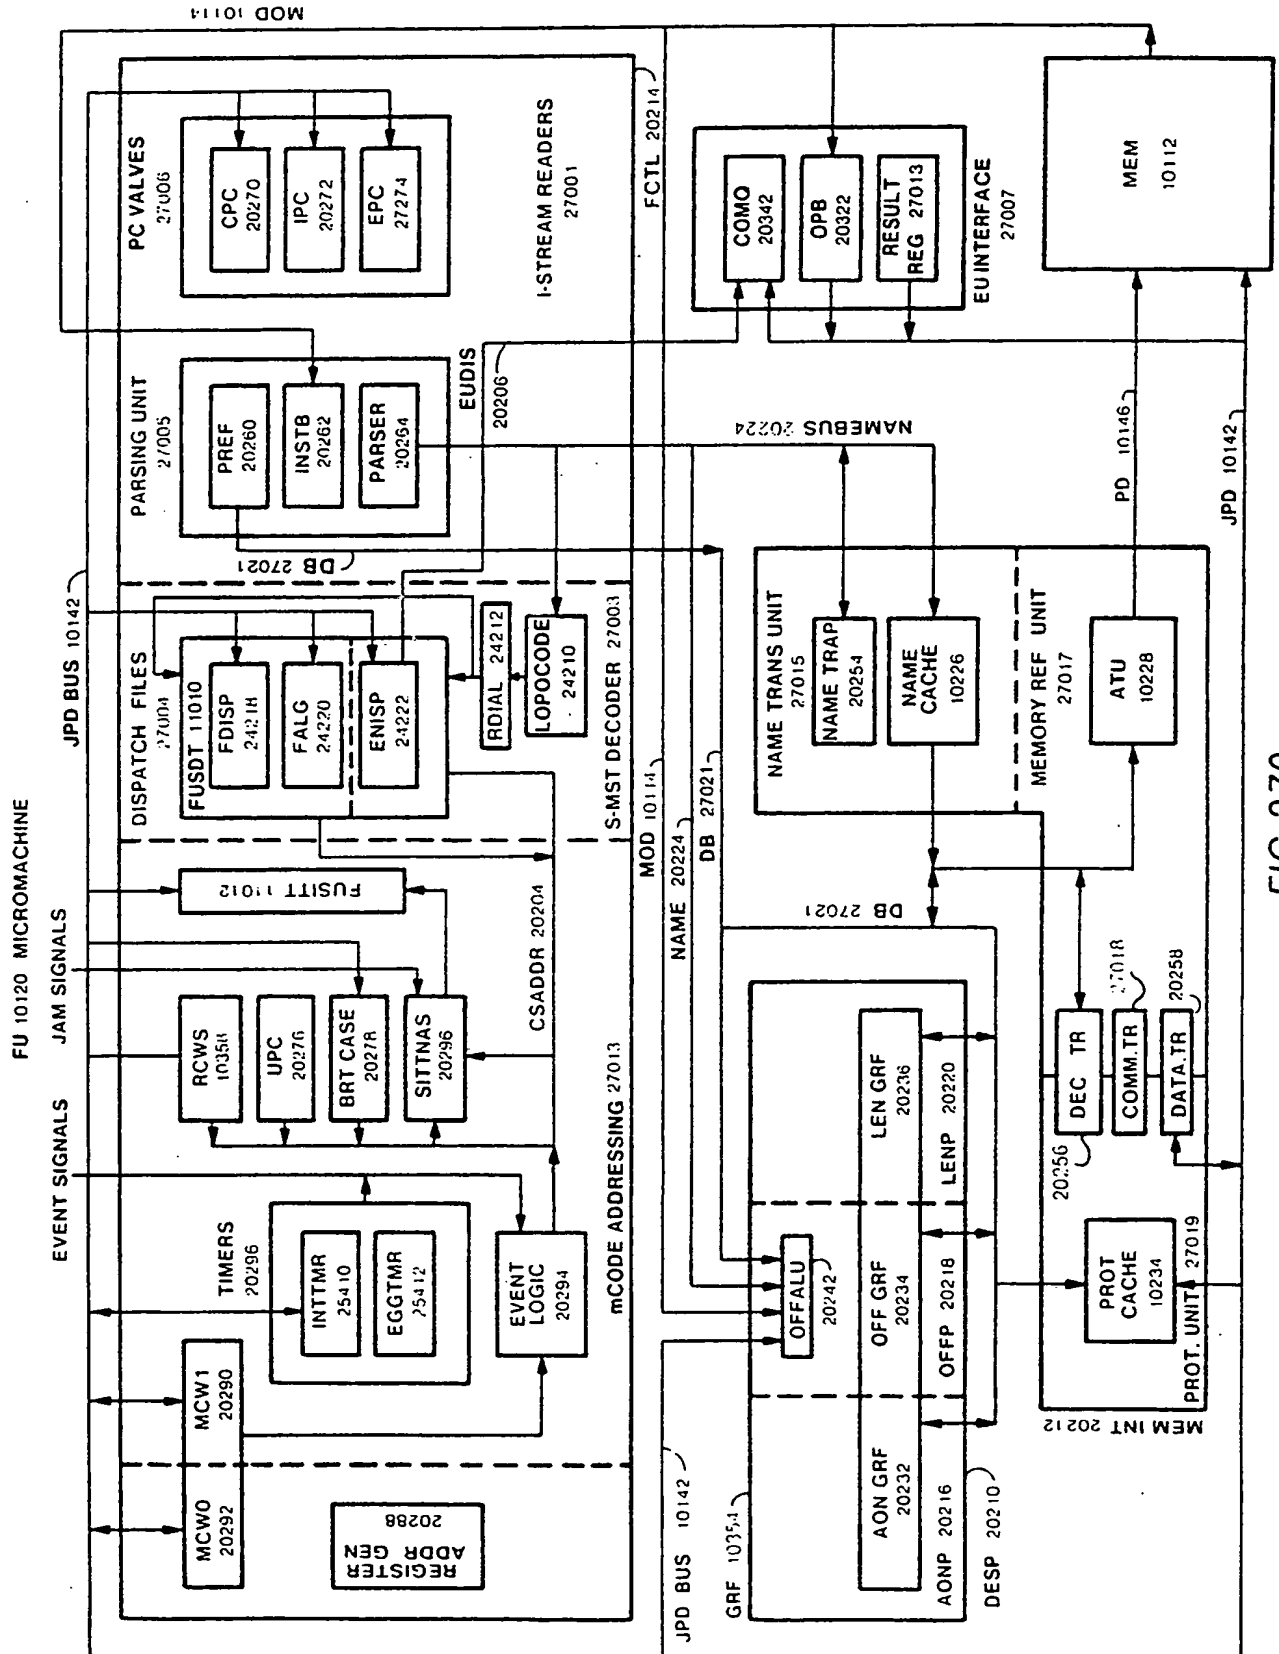 FU 10120 MICROMACHINE
MOD 10114
EVENT SIGNALS
JAM SIGNALS
JPD BUS 10142
MCW0
20292
MCW1
20290
REGISTER
ADDR GEN
20288
TIMERS
20296
INTTMR
25410
EGGTMR
25412
EVENT
LOGIC
20294
RCWS
10358
UPC
20276
BRT CASE
20278
SITTNAS
20296
FUSITT 11012
CSADDR 20204
mCODE ADDRESSING 27013
DISPATCH FILES
27004
FUSDT 11010
FDISP
24218
FALG
24220
ENISP
24222
RDIAL 24212
LOPOCODE
24210
S-MST DECODER 27003
PARSING UNIT
27005
PREF
20260
INSTB
20262
PARSER
20264
DB 27021
EUDIS
20206
PC VALVES
27006
CPC
20270
IPC
20272
EPC
27274
I-STREAM READERS
27001
FCTL 20214
JPD BUS 10142
MOD 10114
NAME 20224
DB 27021
NAMEBUS 20224
GRF 10354
OFFALU
20242
AON GRF
20232
OFF GRF
20234
LEN GRF
20236
AONP 20216
OFFP 20218
LENP 20220
DESP 20210
DB 27021
NAME TRANS UNIT
27015
NAME TRAP
20254
NAME
CACHE
10226
MEMORY REF UNIT
27017
ATU
10228
EU INTERFACE
27007
COMQ
20342
OPB
20322
RESULT
REG 27013
MEM
10112
PD 10146
JPD 10142
20256
DEC TR
COMM.TR
27018
DATA.TR
20258
PROT
CACHE
10234
PROT. UNIT 27019
MEM INT 20212